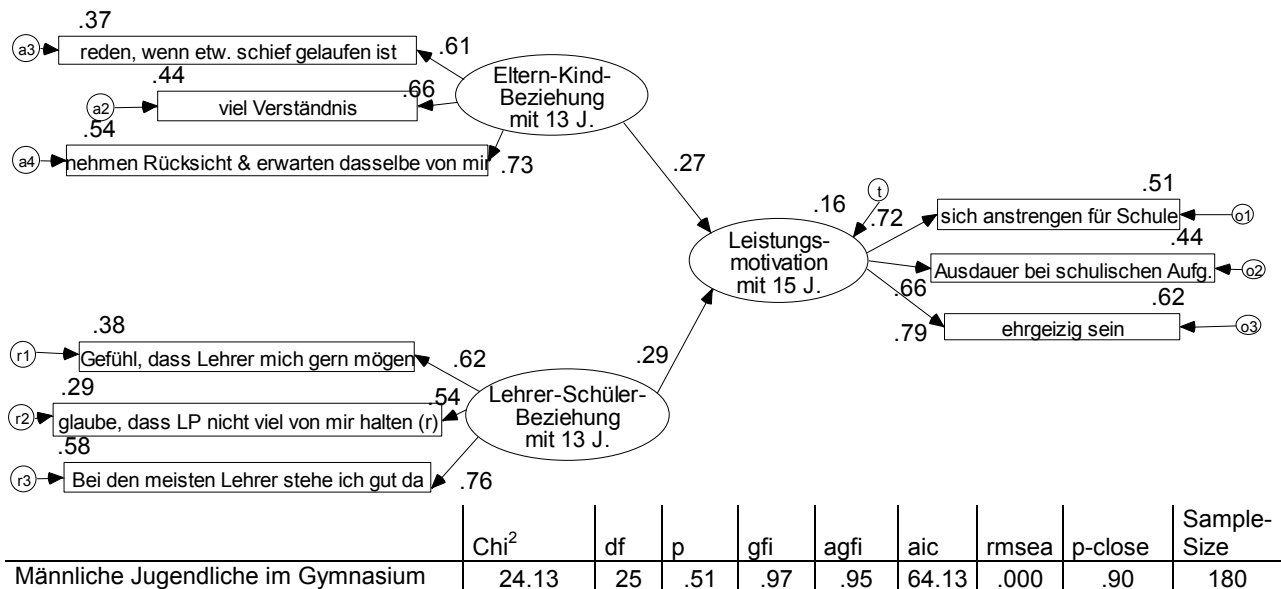 .37
a3
reden, wenn etw. schief gelaufen ist
.61
.44
a2
viel Verständnis
.66
.54
a4
nehmen Rücksicht & erwarten dasselbe von mir
.73
Eltern-Kind-
Beziehung
mit 13 J.
.27
.16
t
Leistungs-
motivation
mit 15 J.
.72
.51
sich anstrengen für Schule
o1
.44
Ausdauer bei schulischen Aufg.
o2
.66
.62
ehrgeizig sein
o3
.79
.38
r1
Gefühl, dass Lehrer mich gern mögen
.62
.29
r2
glaube, dass LP nicht viel von mir halten (r)
.54
.58
r3
Bei den meisten Lehrer stehe ich gut da
.76
Lehrer-Schüler-
Beziehung
mit 13 J.
.29
Chi² df p gfi agfi aic rmsea p-close Sample-
Size
Männliche Jugendliche im Gymnasium 24.13 25 .51 .97 .95 64.13 .000 .90 180